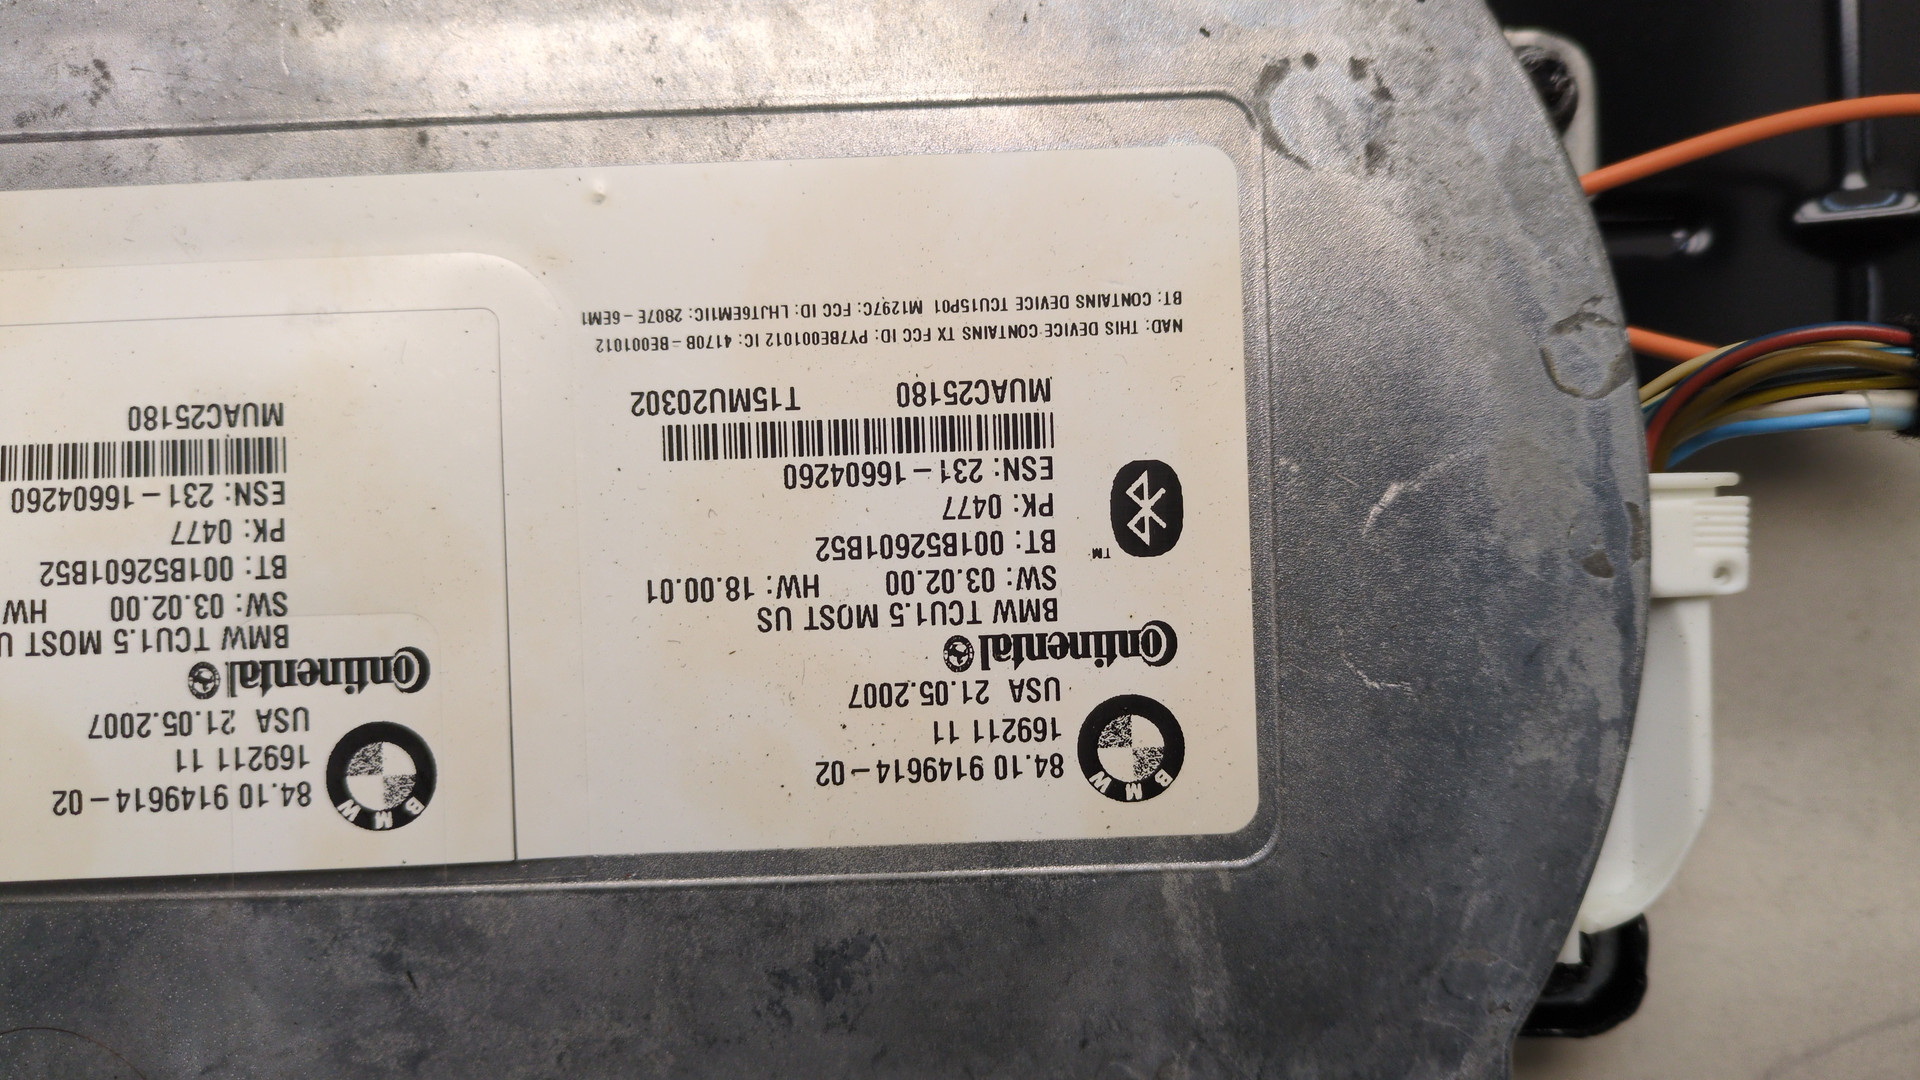 BMW
84.10 9149614-02
169211 11
USA 21.05.2007
Continental
BMW TCU1.5 MOST US
SW: 03.02.00 HW: 18.00.01
BT: 001B52601B52
TM
PK: 0477
ESN: 231-16604260
MUAC25180 T15MU20302
NAD: THIS DEVICE CONTAINS TX FCC ID: PY7BE001012 IC: 4170B-BE001012
BT: CONTAINS DEVICE TCU15P01 M1297C: FCC ID: LHJT6EM1IC: 2807E-6EM1
BMW
84.10 9149614-02
169211 11
USA 21.05.2007
Continental
BMW TCU1.5 MOST U
SW: 03.02.00 HW
BT: 001B52601B52
PK: 0477
ESN: 231-16604260
MUAC25180